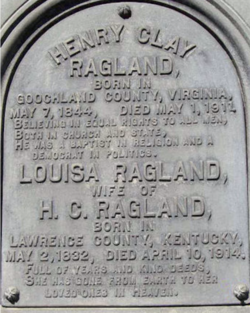 HENRY CLAY
RAGLAND,
BORN IN
GOOCHLAND COUNTY, VIRGINIA,
MAY 7, 1844, DIED MAY 1, 1911.
BELIEVING IN EQUAL RIGHTS TO ALL MEN,
BOTH IN CHURCH AND STATE,
HE WAS A BAPTIST IN RELIGION AND A
DEMOCRAT IN POLITICS.
LOUISA RAGLAND,
WIFE OF
H. C. RAGLAND,
BORN IN
LAWRENCE COUNTY, KENTUCKY,
MAY 2, 1832, DIED APRIL 10, 1914.
FULL OF YEARS AND KIND DEEDS,
SHE HAS GONE FROM EARTH TO HER
LOVED ONES IN HEAVEN.